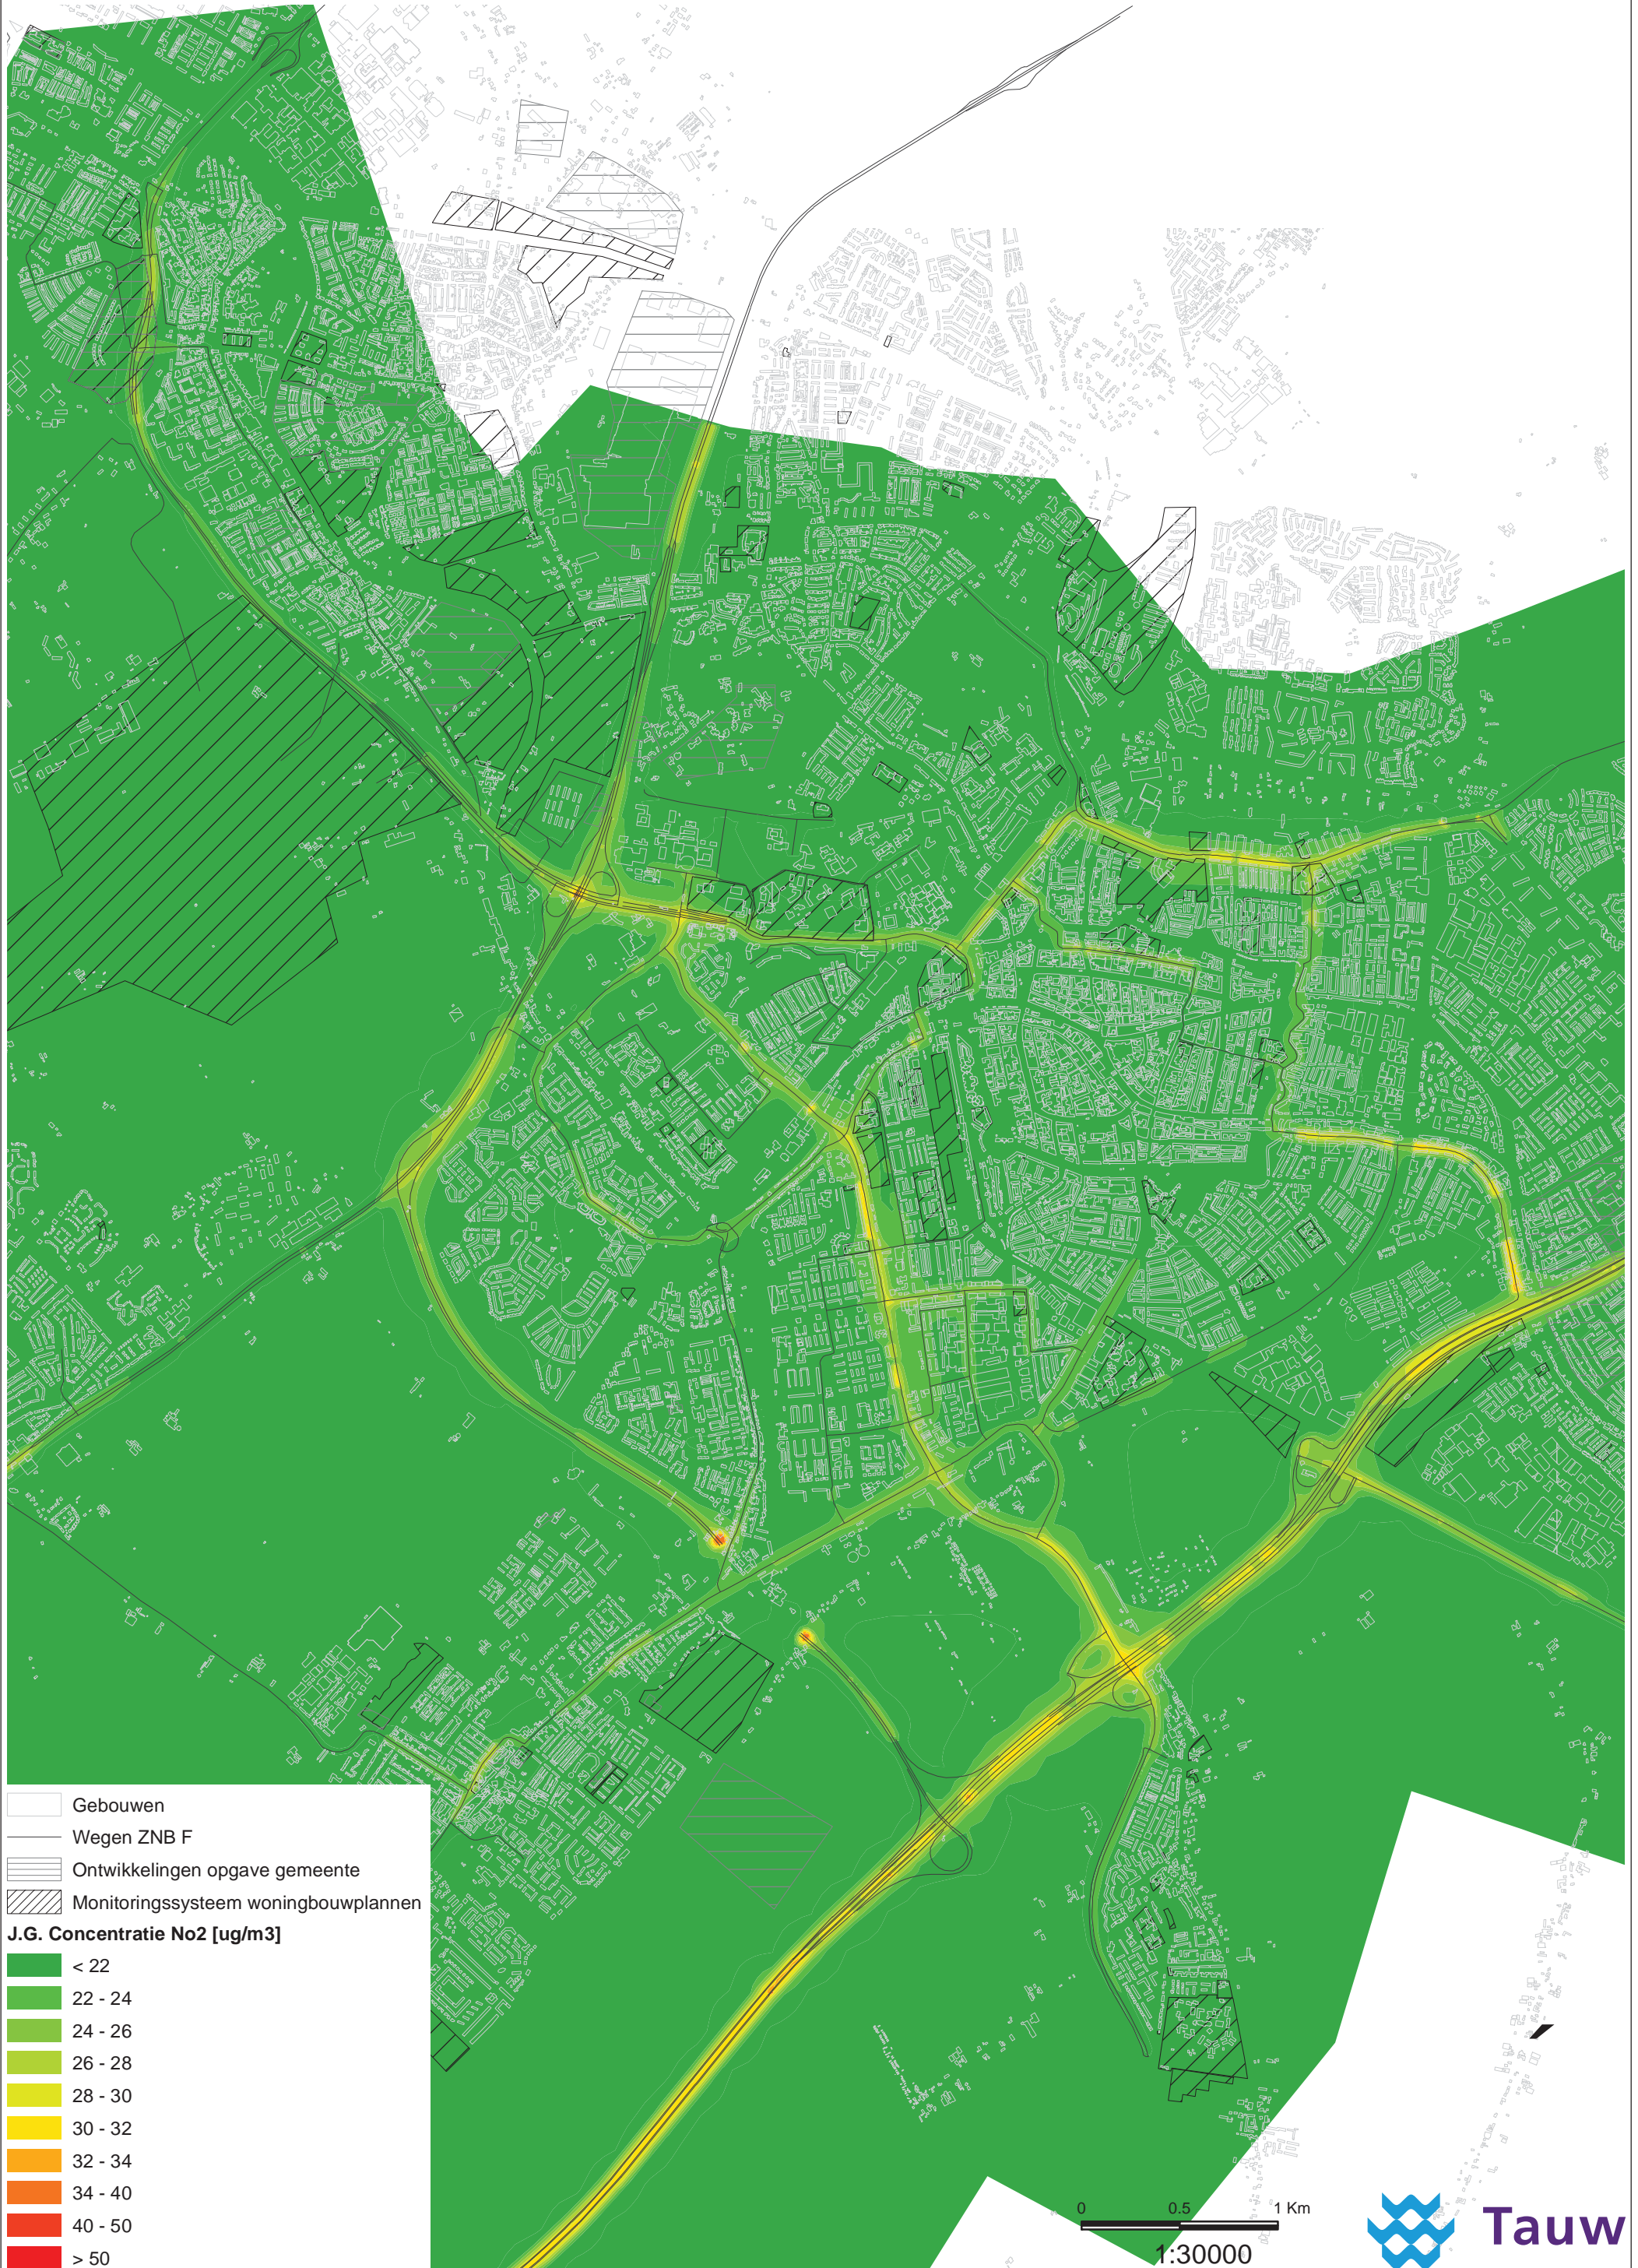 Gebouwen
Wegen ZNB F
Ontwikkelingen opgave gemeente
Monitoringssysteem woningbouwplannen
J.G. Concentratie No2 [ug/m3]
< 22
22 - 24
24 - 26
26 - 28
28 - 30
30 - 32
32 - 34
34 - 40
40 - 50
> 50
0 0.5 1 Km
1:30000
Tauw